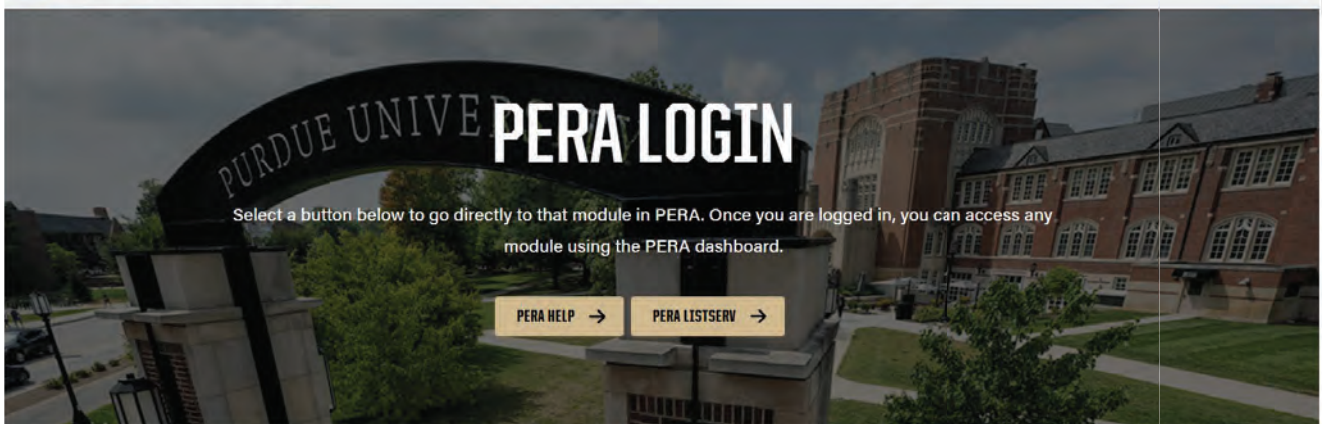 PURDUE UNIVE
PERA LOGIN
Select a button below to go directly to that module in PERA. Once you are logged in, you can access any
module using the PERA dashboard.
PERA HELP →
PERA LISTSERV →